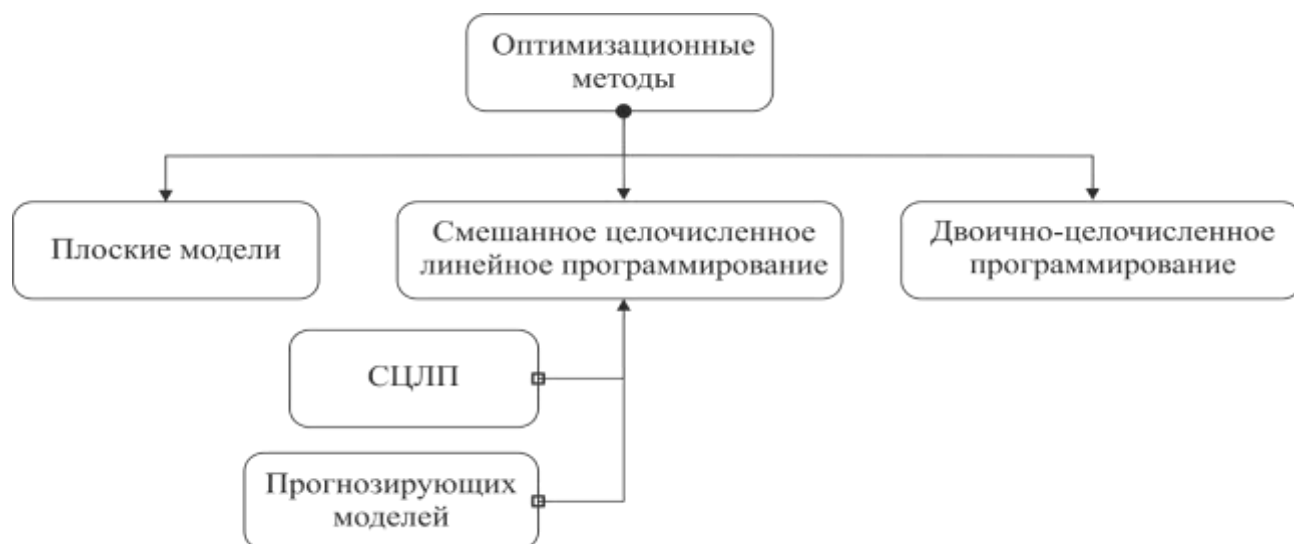 Оптимизационные
методы
Плоские модели
Смешанное целочисленное
линейное программирование
Двоично-целочисленное
программирование
СЦЛП
Прогнозирующих
моделей